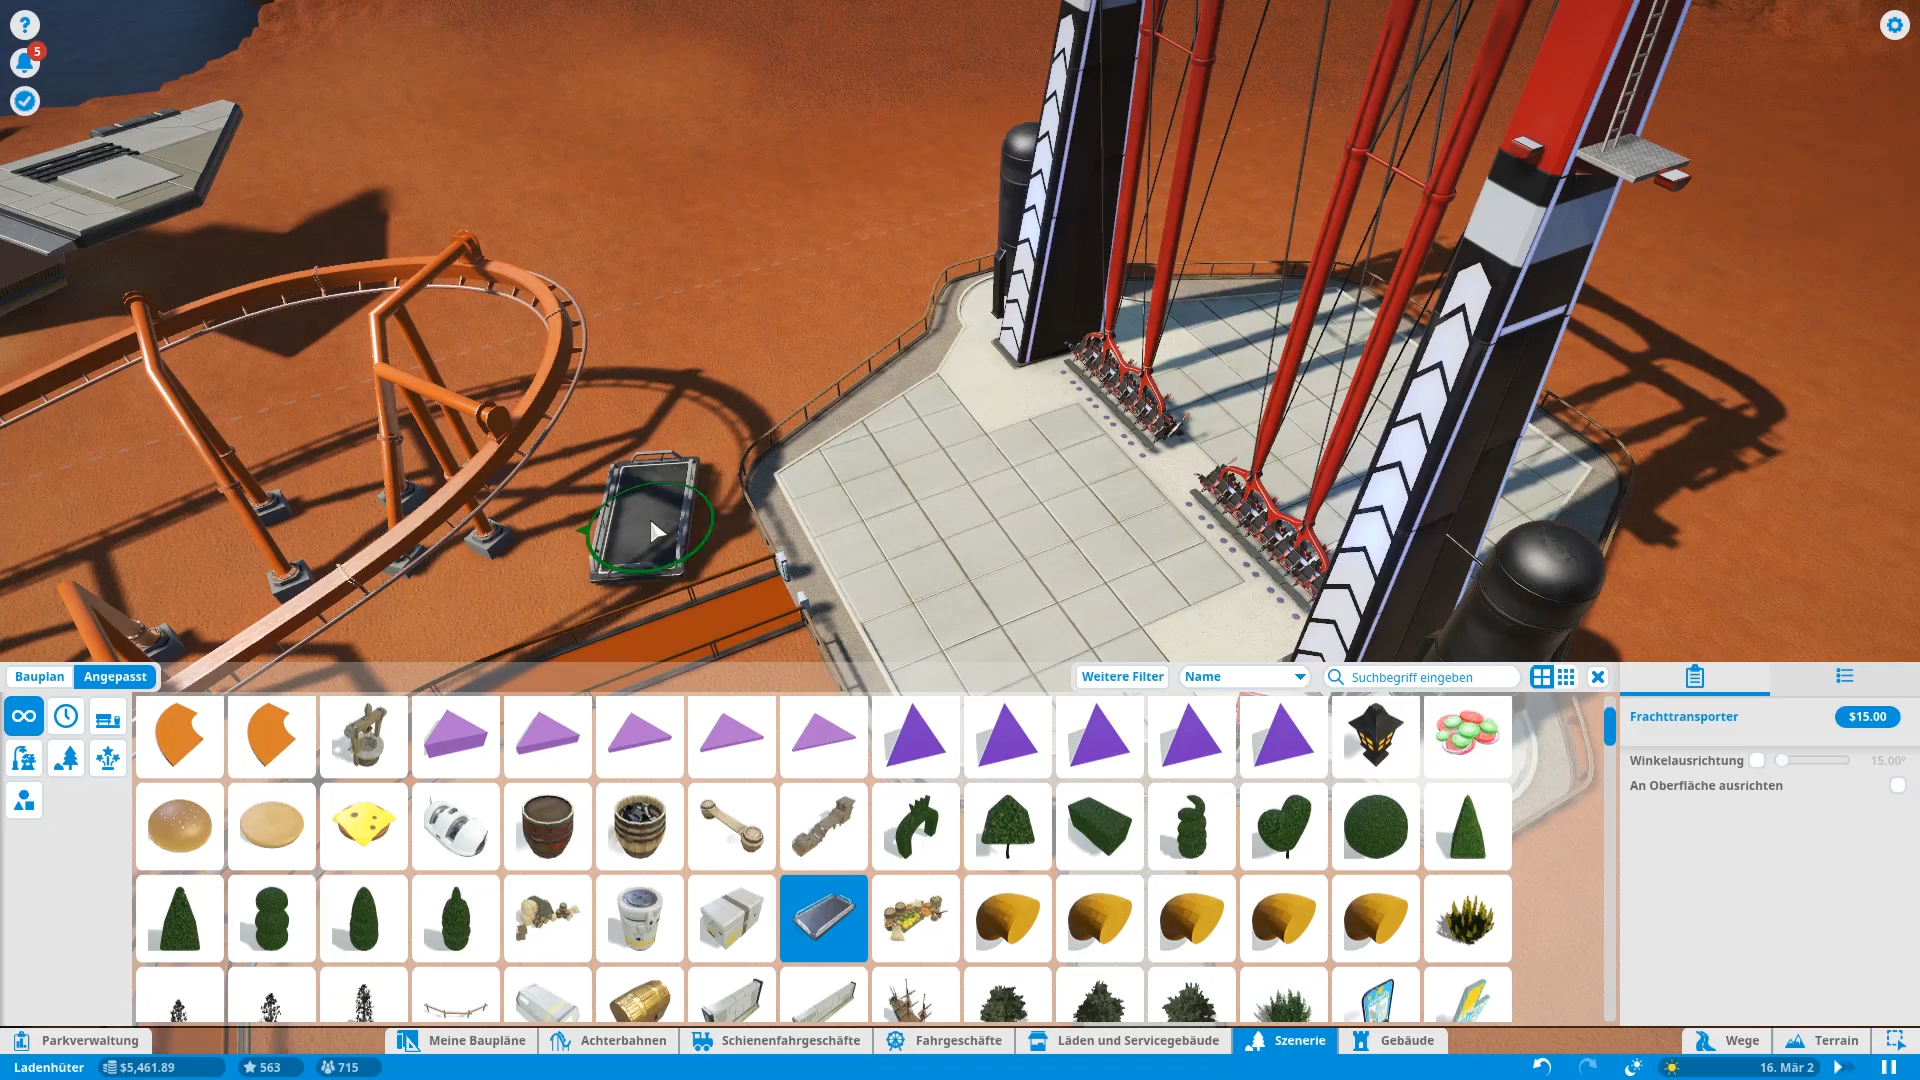 ?
5
Bauplan
Angepasst
Weitere Filter
Name
Suchbegriff eingeben
Frachttransporter
$15.00
Winkelausrichtung
15.00°
An Oberfläche ausrichten
Parkverwaltung
Meine Baupläne
Achterbahnen
Schienenfahrgeschäfte
Fahrgeschäfte
Läden und Servicegebäude
Szenerie
Gebäude
Wege
Terrain
Ladenhüter
$5,461.89
563
715
16. Mär 2